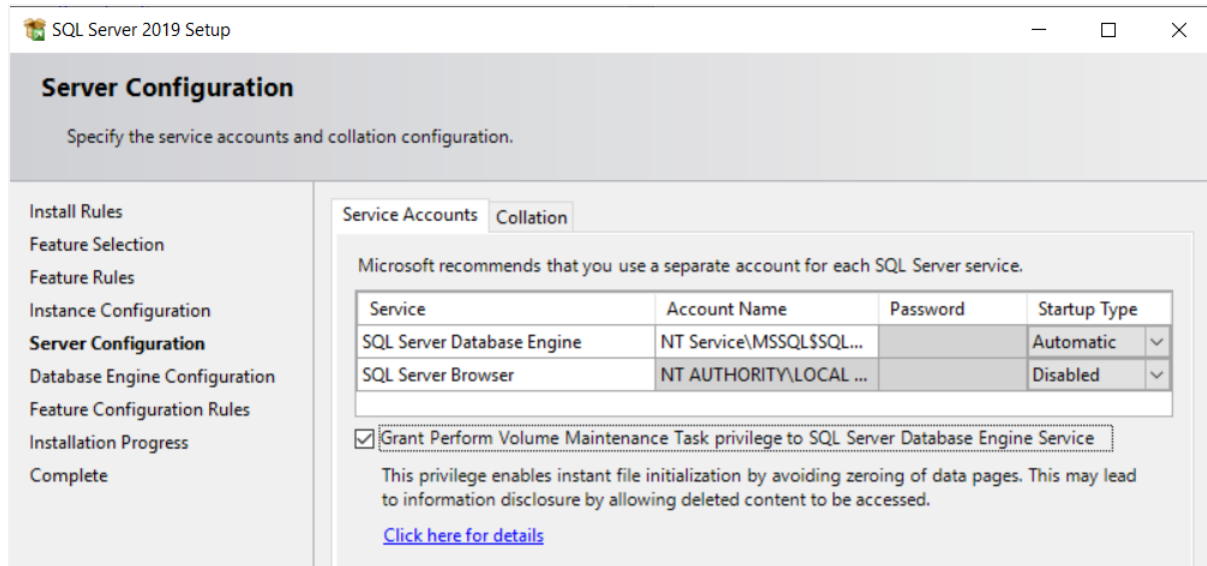 SQL Server 2019 Setup
Server Configuration
Specify the service accounts and collation configuration.
Install Rules
Feature Selection
Feature Rules
Instance Configuration
Server Configuration
Database Engine Configuration
Feature Configuration Rules
Installation Progress
Complete
Service Accounts Collation
Microsoft recommends that you use a separate account for each SQL Server service.
Service Account Name Password Startup Type
SQL Server Database Engine NT Service\MSSQL$SQL... Automatic
SQL Server Browser NT AUTHORITY\LOCAL ... Disabled
Grant Perform Volume Maintenance Task privilege to SQL Server Database Engine Service
This privilege enables instant file initialization by avoiding zeroing of data pages. This may lead
to information disclosure by allowing deleted content to be accessed.
Click here for details